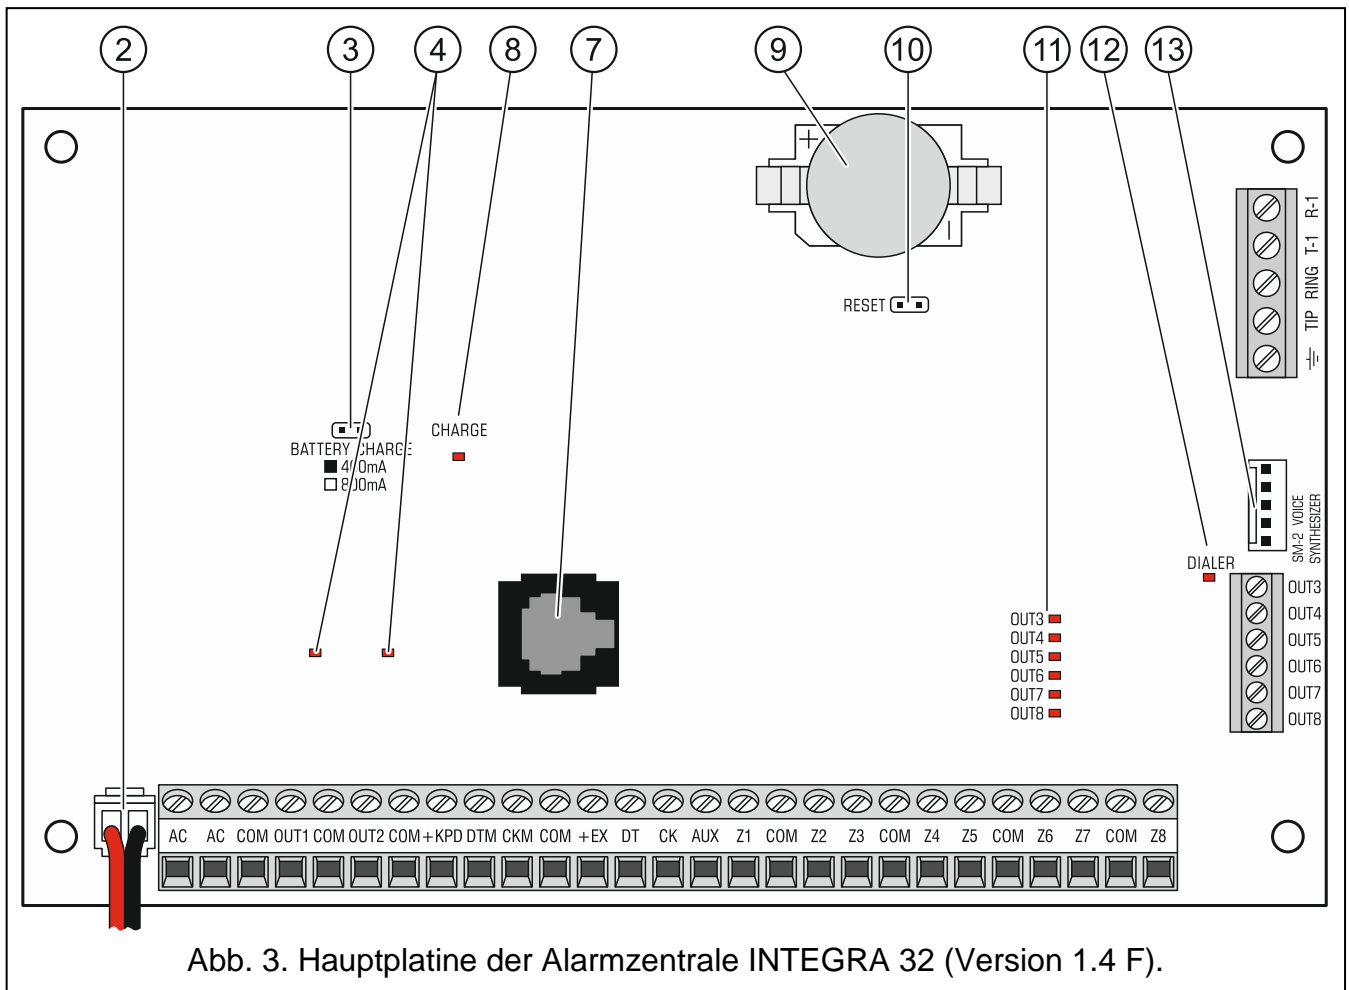 2 3 4 8 7 9 10 11 12 13
R-1
T-1
RING
TIP
RESET
BATTERY CHARGE
400mA
800mA
CHARGE
SM-2 VOICE
SYNTHESIZER
DIALER
OUT3
OUT4
OUT5
OUT6
OUT7
OUT8
OUT3
OUT4
OUT5
OUT6
OUT7
OUT8
AC AC COM OUT1 COM OUT2 COM +KPD DTM CKM COM +EX DT CK AUX Z1 COM Z2 Z3 COM Z4 Z5 COM Z6 Z7 COM Z8
Abb. 3. Hauptplatine der Alarmzentrale INTEGRA 32 (Version 1.4 F).